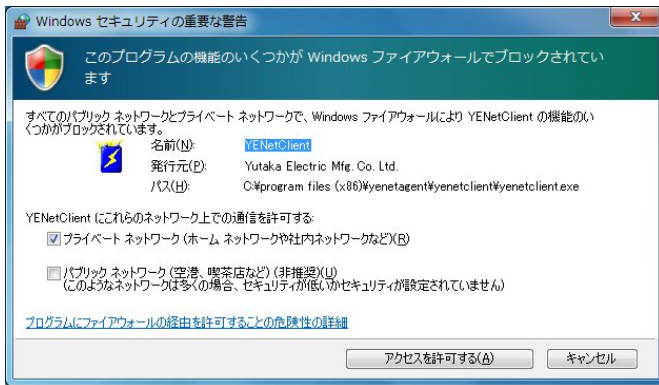 Windows セキュリティの重要な警告
このプログラムの機能のいくつかが Windows ファイアウォールでブロックされてい
ます
すべてのパブリック ネットワークとプライベート ネットワークで、Windows ファイアウォールにより YENetClient の機能のい
くつかがブロックされています。
名前(N): YENetClient
発行元(P): Yutaka Electric Mfg. Co. Ltd.
パス(H): C:¥program files (x86)¥yenetagent¥yenetclient¥yenetclient.exe
YENetClient にこれらのネットワーク上での通信を許可する:
プライベート ネットワーク (ホーム ネットワークや社内ネットワークなど)(R)
パブリック ネットワーク (空港、喫茶店など) (非推奨)(U)
(このようなネットワークは多くの場合、セキュリティが低いかセキュリティが設定されていません)
プログラムにファイアウォールの経由を許可することの危険性の詳細
アクセスを許可する(A) キャンセル